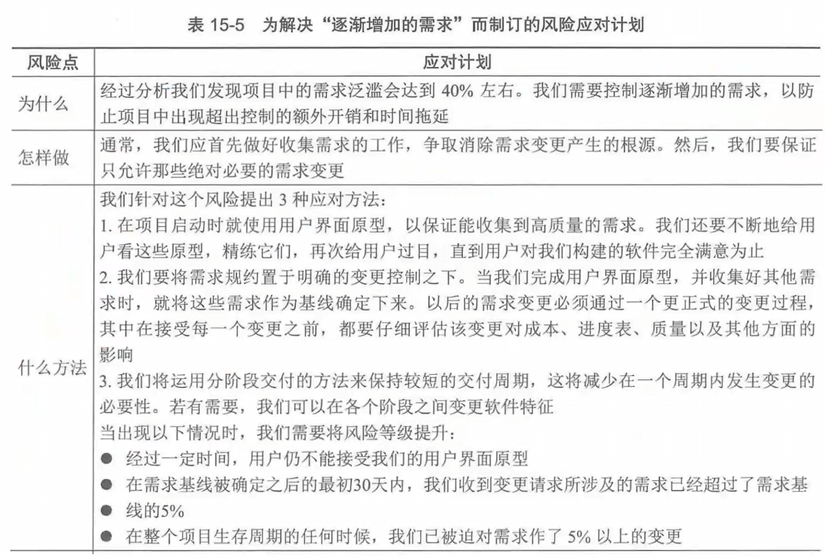 表 15-5 为解决“逐渐增加的需求”而制订的风险应对计划
风险点
应对计划
为什么
经过分析我们发现项目中的需求泛滥会达到 40% 左右。我们需要控制逐渐增加的需求，以防
止项目中出现超出控制的额外开销和时间拖延
怎样做
通常，我们应首先做好收集需求的工作，争取消除需求变更产生的根源。然后，我们要保证
只允许那些绝对必要的需求变更
什么方法
我们针对这个风险提出 3 种应对方法：
1. 在项目启动时就使用用户界面原型，以保证能收集到高质量的需求。我们还要不断地给用
户看这些原型，精练它们，再次给用户过目，直到用户对我们构建的软件完全满意为止
2. 我们要将需求规约置于明确的变更控制之下。当我们完成用户界面原型，并收集好其他需
求时，就将这些需求作为基线确定下来。以后的需求变更必须通过一个更正式的变更过程，
其中在接受每一个变更之前，都要仔细评估该变更对成本、进度表、质量以及其他方面的
影响
3. 我们将运用分阶段交付的方法来保持较短的交付周期，这将减少在一个周期内发生变更的
必要性。若有需要，我们可以在各个阶段之间变更软件特征
当出现以下情况时，我们需要将风险等级提升：
● 经过一定时间，用户仍不能接受我们的用户界面原型
● 在需求基线被确定之后的最初30天内，我们收到变更请求所涉及的需求已经超过了需求基
● 线的5%
● 在整个项目生存周期的任何时候，我们已被迫对需求作了 5% 以上的变更